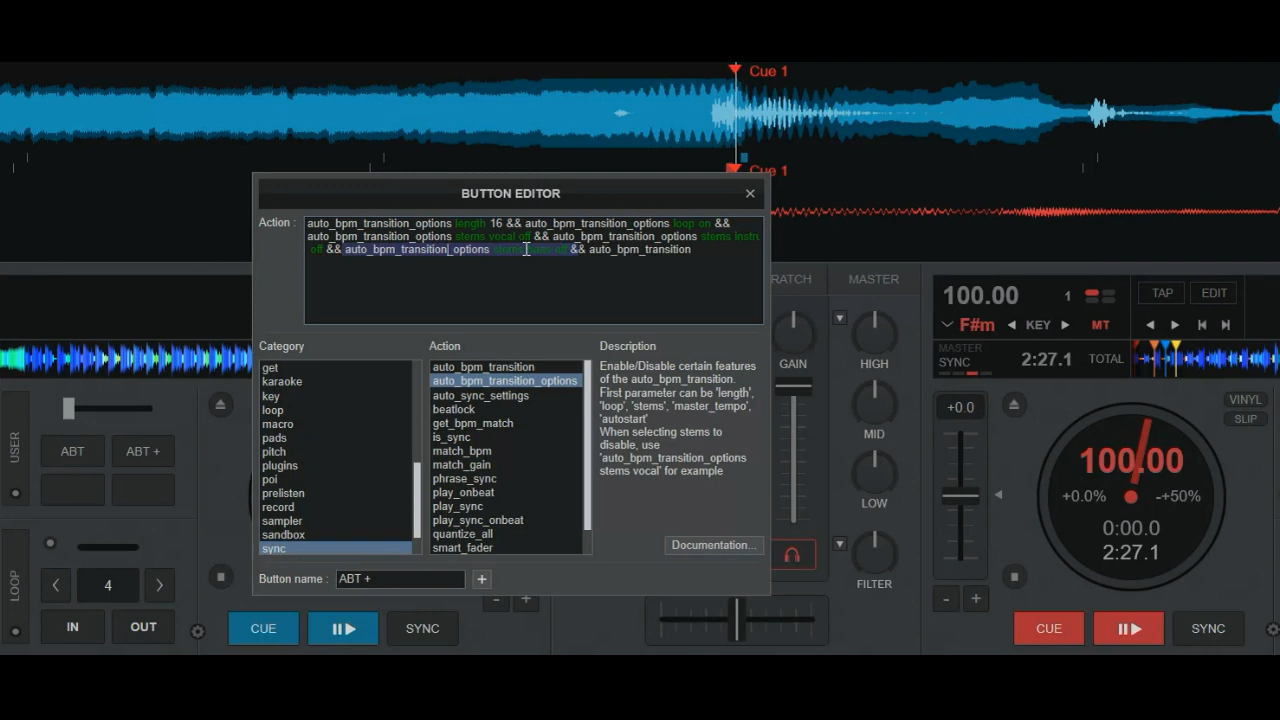 Cue 1
Cue 1
BUTTON EDITOR
Action :
auto_bpm_transition_options length 16 && auto_bpm_transition_options loop on &&
auto_bpm_transition_options stems vocal off && auto_bpm_transition_options stems instru
off && auto_bpm_transition_options stems bass off && auto_bpm_transition
Category
Action
Description
get
karaoke
key
loop
macro
pads
pitch
plugins
poi
prelisten
record
sampler
sandbox
sync
auto_bpm_transition
auto_bpm_transition_options
auto_sync_settings
beatlock
get_bpm_match
is_sync
match_bpm
match_gain
phrase_sync
play_onbeat
play_sync
play_sync_onbeat
quantize_all
smart_fader
Enable/Disable certain features
of the auto_bpm_transition.
First parameter can be 'length',
'loop', 'stems', 'master_tempo',
'autostart'
When selecting stems to
disable, use
'auto_bpm_transition_options
stems vocal' for example
Documentation...
Button name :
ABT +
+
USER
ABT
ABT +
LOOP
4
IN
OUT
CUE
SYNC
-
+
RATCH
MASTER
GAIN
HIGH
MID
LOW
FILTER
100.00
1
TAP
EDIT
F#m
KEY
MT
MASTER
SYNC
2:27.1
TOTAL
+0.0
VINYL
SLIP
100.00
+0.0%
-+50%
0:00.0
2:27.1
-
+
CUE
SYNC